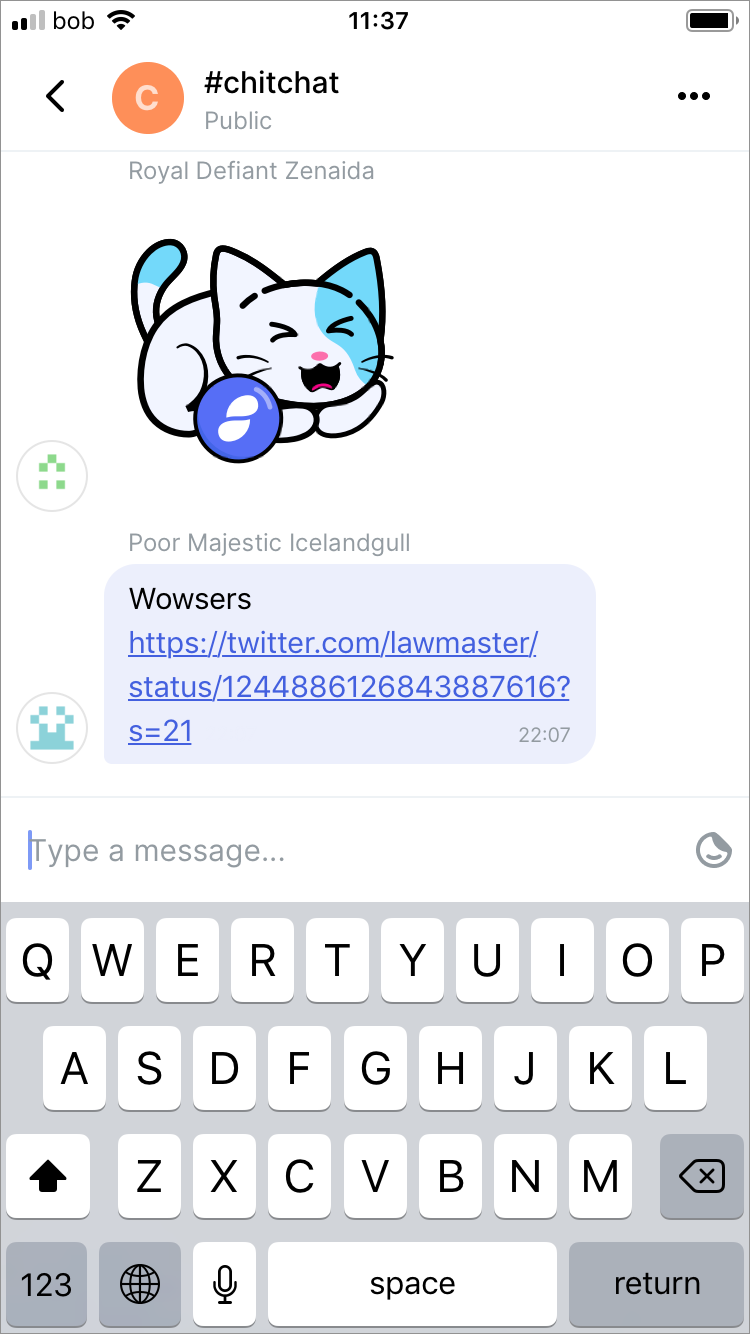 bob 11:37
C
#chitchat
Public
Royal Defiant Zenaida
Poor Majestic Icelandgull
Wowsers
https://twitter.com/lawmaster/
status/1244886126843887616?
s=21
22:07
Type a message...
Q W E R T Y U I O P
A S D F G H J K L
Z X C V B N M
123 space return